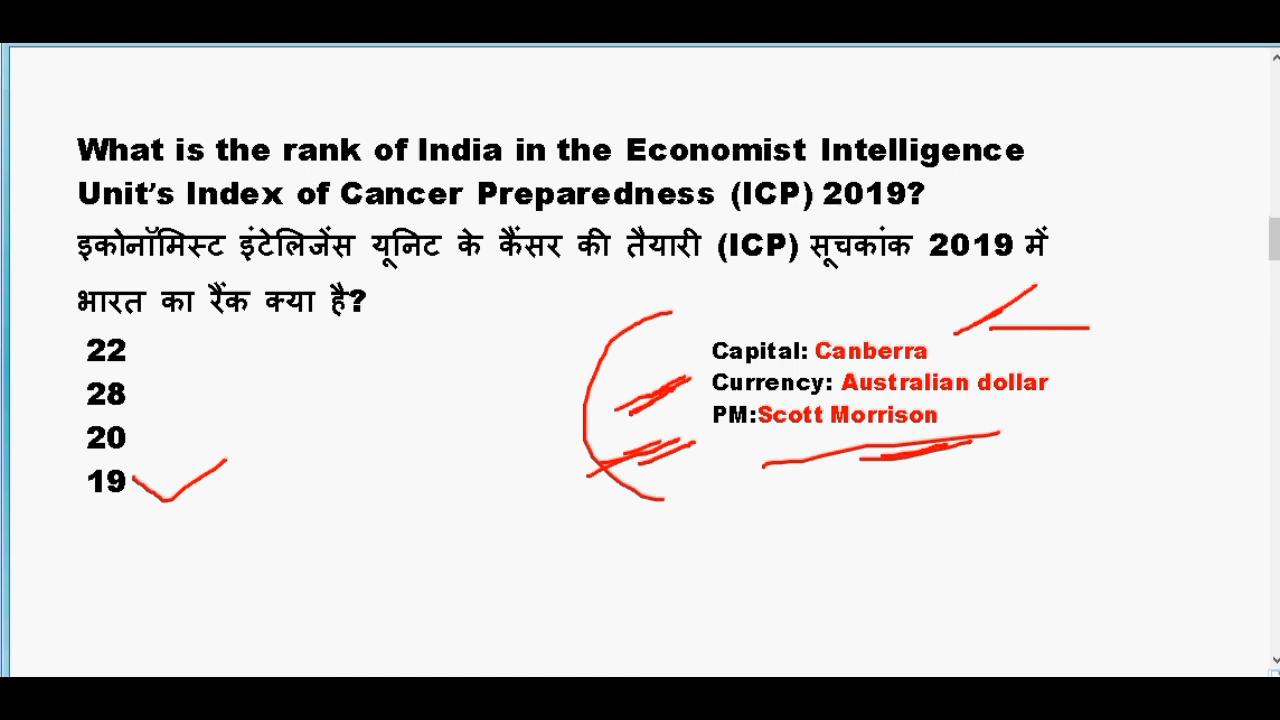 What is the rank of India in the Economist Intelligence
Unit's Index of Cancer Preparedness (ICP) 2019?
इकोनॉमिस्ट इंटेलिजेंस यूनिट के कैंसर की तैयारी (ICP) सूचकांक 2019 में
भारत का रैंक क्या है?
22
28
20
19
Capital: Canberra
Currency: Australian dollar
PM:Scott Morrison